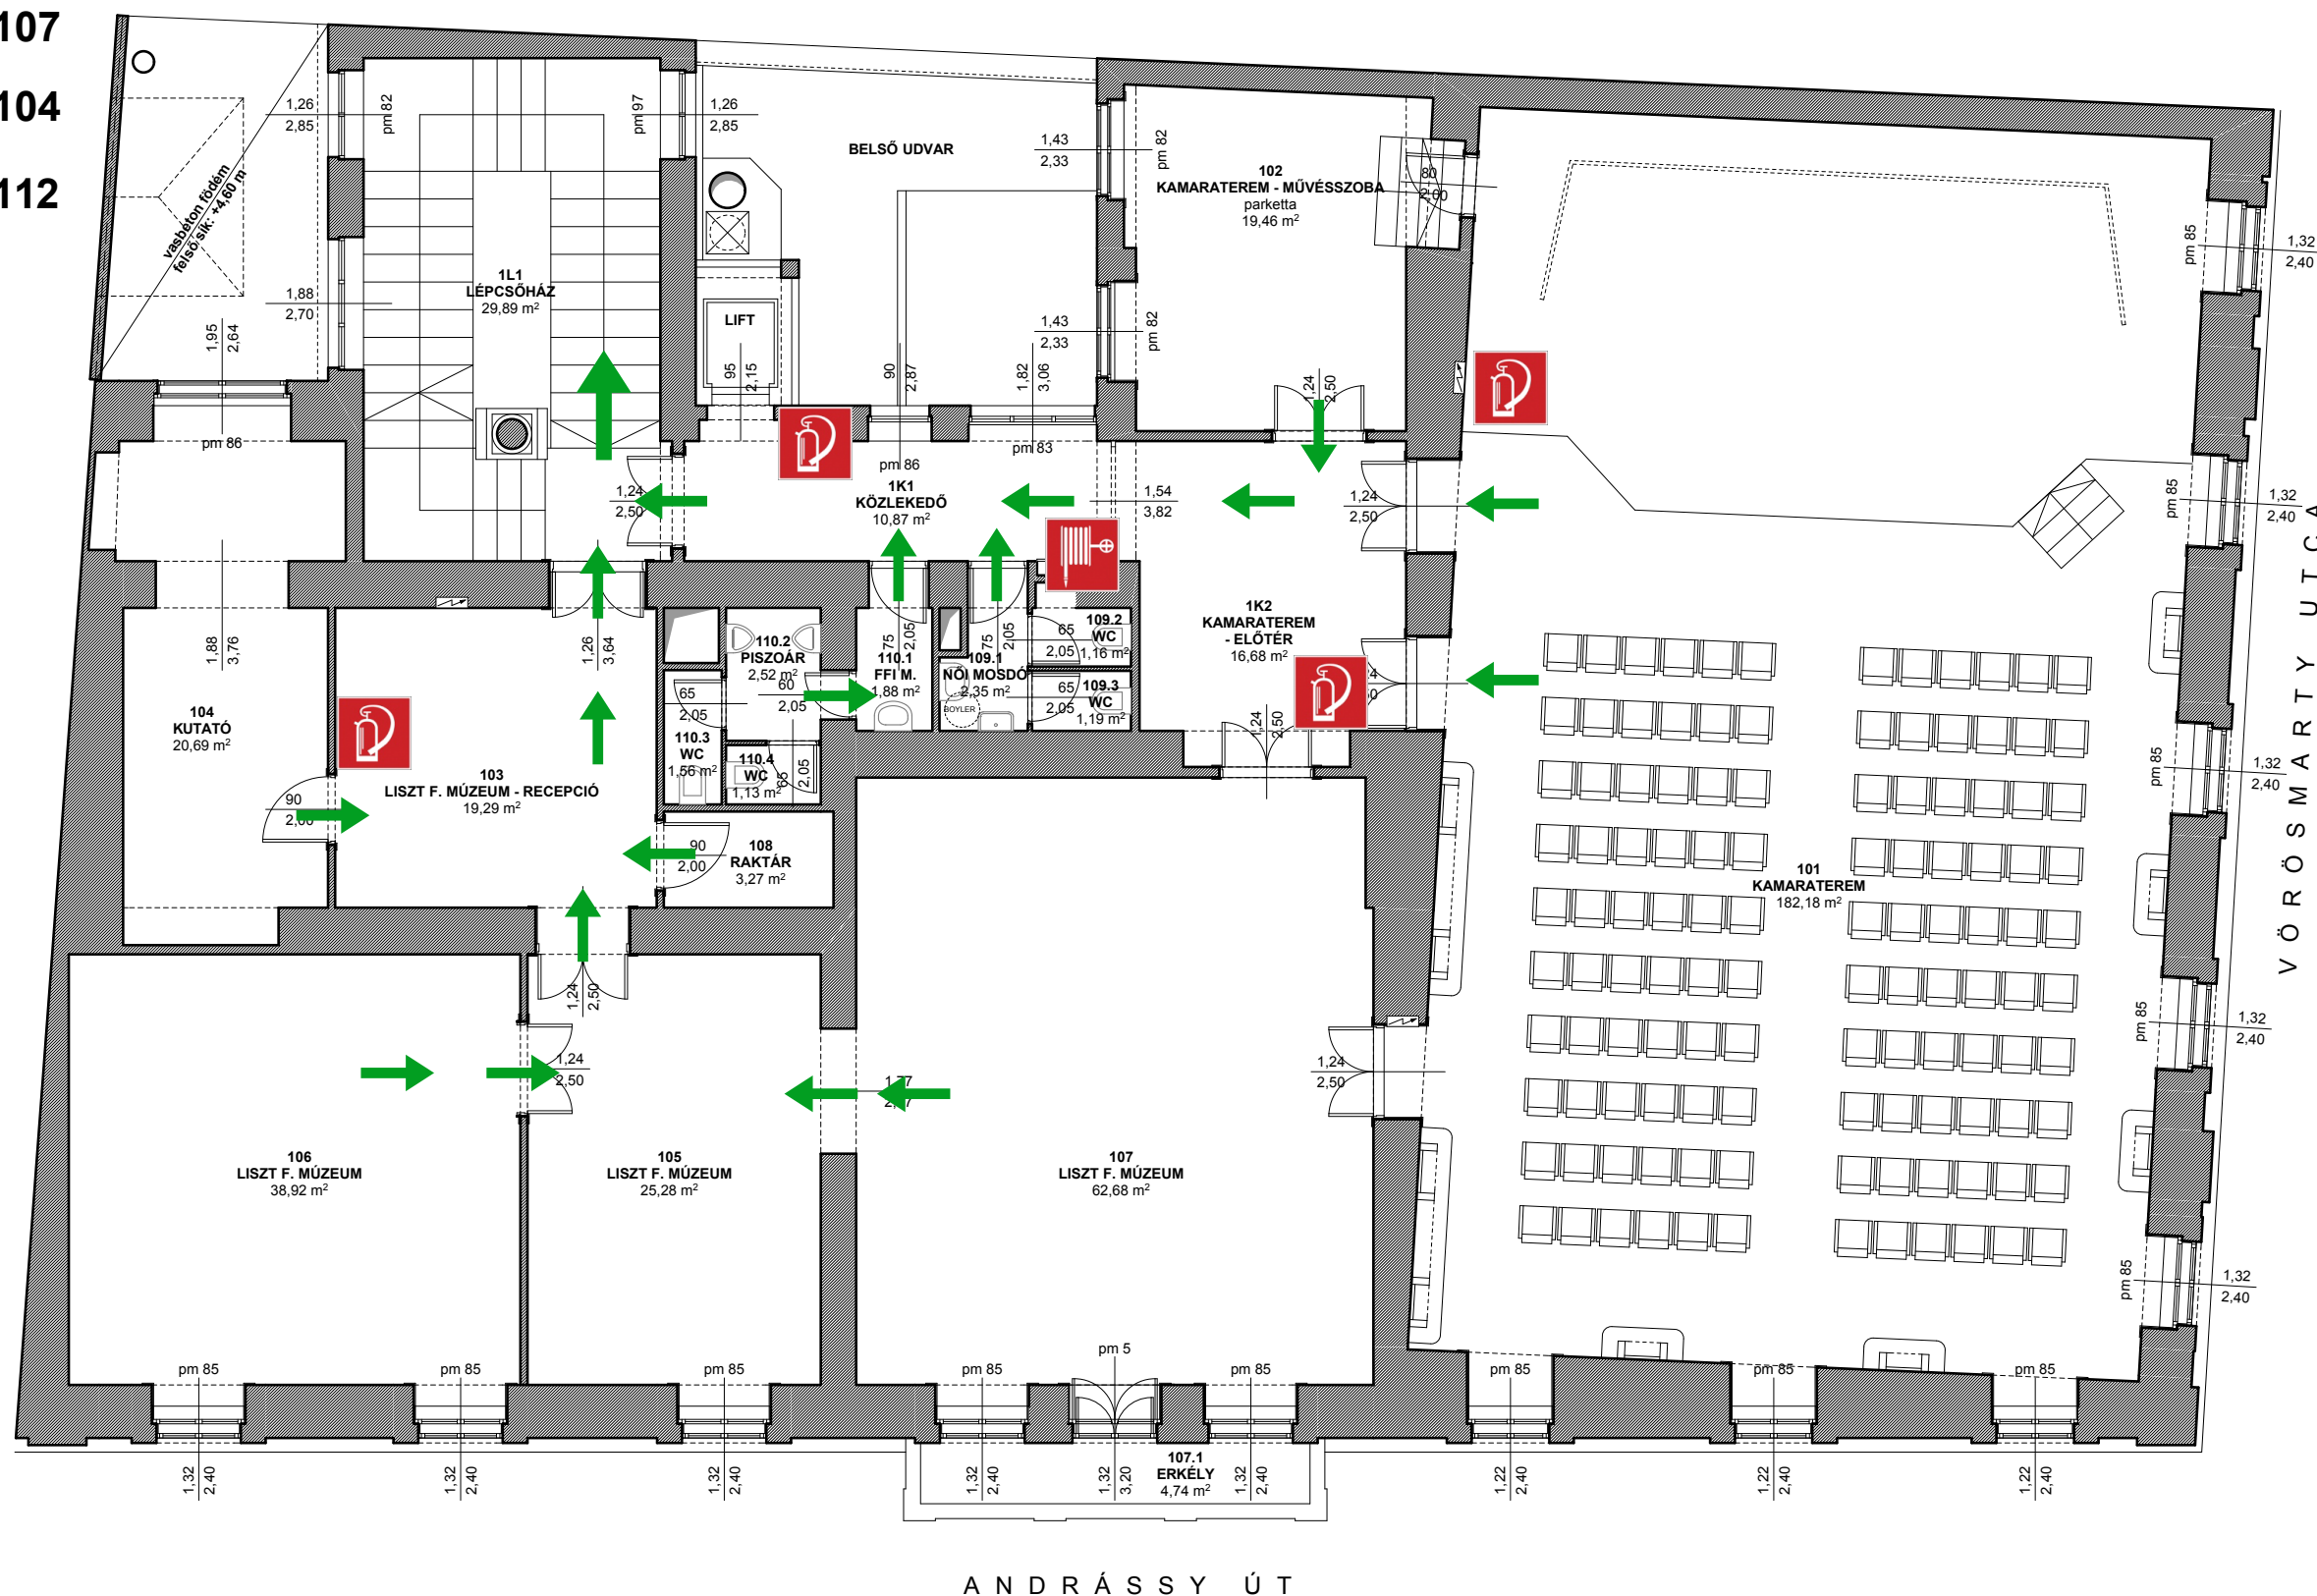 107
104
112
1,26
2,85
pm 82
pm 97
1,26
2,85
BELSŐ UDVAR
1,43
2,33
pm 82
102
KAMARATEREM - MŰVÉSSZOBA
parketta
19,46 m²
80
2,00
vasbeton födém
felső sík: +4,60 m
1,88
2,70
1,95
2,64
1L1
LÉPCSŐHÁZ
29,89 m²
LIFT
95
2,15
90
2,87
1,82
3,06
1,43
2,33
pm 82
1,24
2,50
pm 85
1,32
2,40
pm 86
pm 86
pm 83
1K1
KÖZLEKEDŐ
10,87 m²
1,24
2,50
1,54
3,82
1,24
2,50
pm 85
1,32
2,40
VÖRÖSMARTY UTCA
1,88
3,76
1,26
3,64
110.2
PISZOÁR
2,52 m²
60
2,05
75
2,05
110.1
FFI M.
1,88 m²
75
2,05
109.1
NŐI MOSDÓ
2,35 m²
BOYLER
65
2,05
109.2
WC
1,16 m²
65
2,05
109.3
WC
1,19 m²
1K2
KAMARATEREM
- ELŐTÉR
16,68 m²
1,24
2,50
104
KUTATÓ
20,69 m²
65
2,05
110.3
WC
1,56 m²
110.4
WC
1,13 m²
65
2,05
103
LISZT F. MÚZEUM - RECEPCIÓ
19,29 m²
90
2,00
90
2,00
108
RAKTÁR
3,27 m²
pm 85
1,32
2,40
101
KAMARATEREM
182,18 m²
1,24
2,50
1,24
2,50
1,24
2,50
pm 85
1,32
2,40
106
LISZT F. MÚZEUM
38,92 m²
105
LISZT F. MÚZEUM
25,28 m²
107
LISZT F. MÚZEUM
62,68 m²
pm 85
1,32
2,40
pm 85
pm 85
pm 85
pm 85
pm 5
pm 85
pm 85
pm 85
pm 85
1,32
2,40
1,32
2,40
1,32
2,40
1,32
2,40
1,32
3,20
107.1
ERKÉLY
4,74 m²
1,32
2,40
1,22
2,40
1,22
2,40
1,22
2,40
ANDRÁSSY ÚT